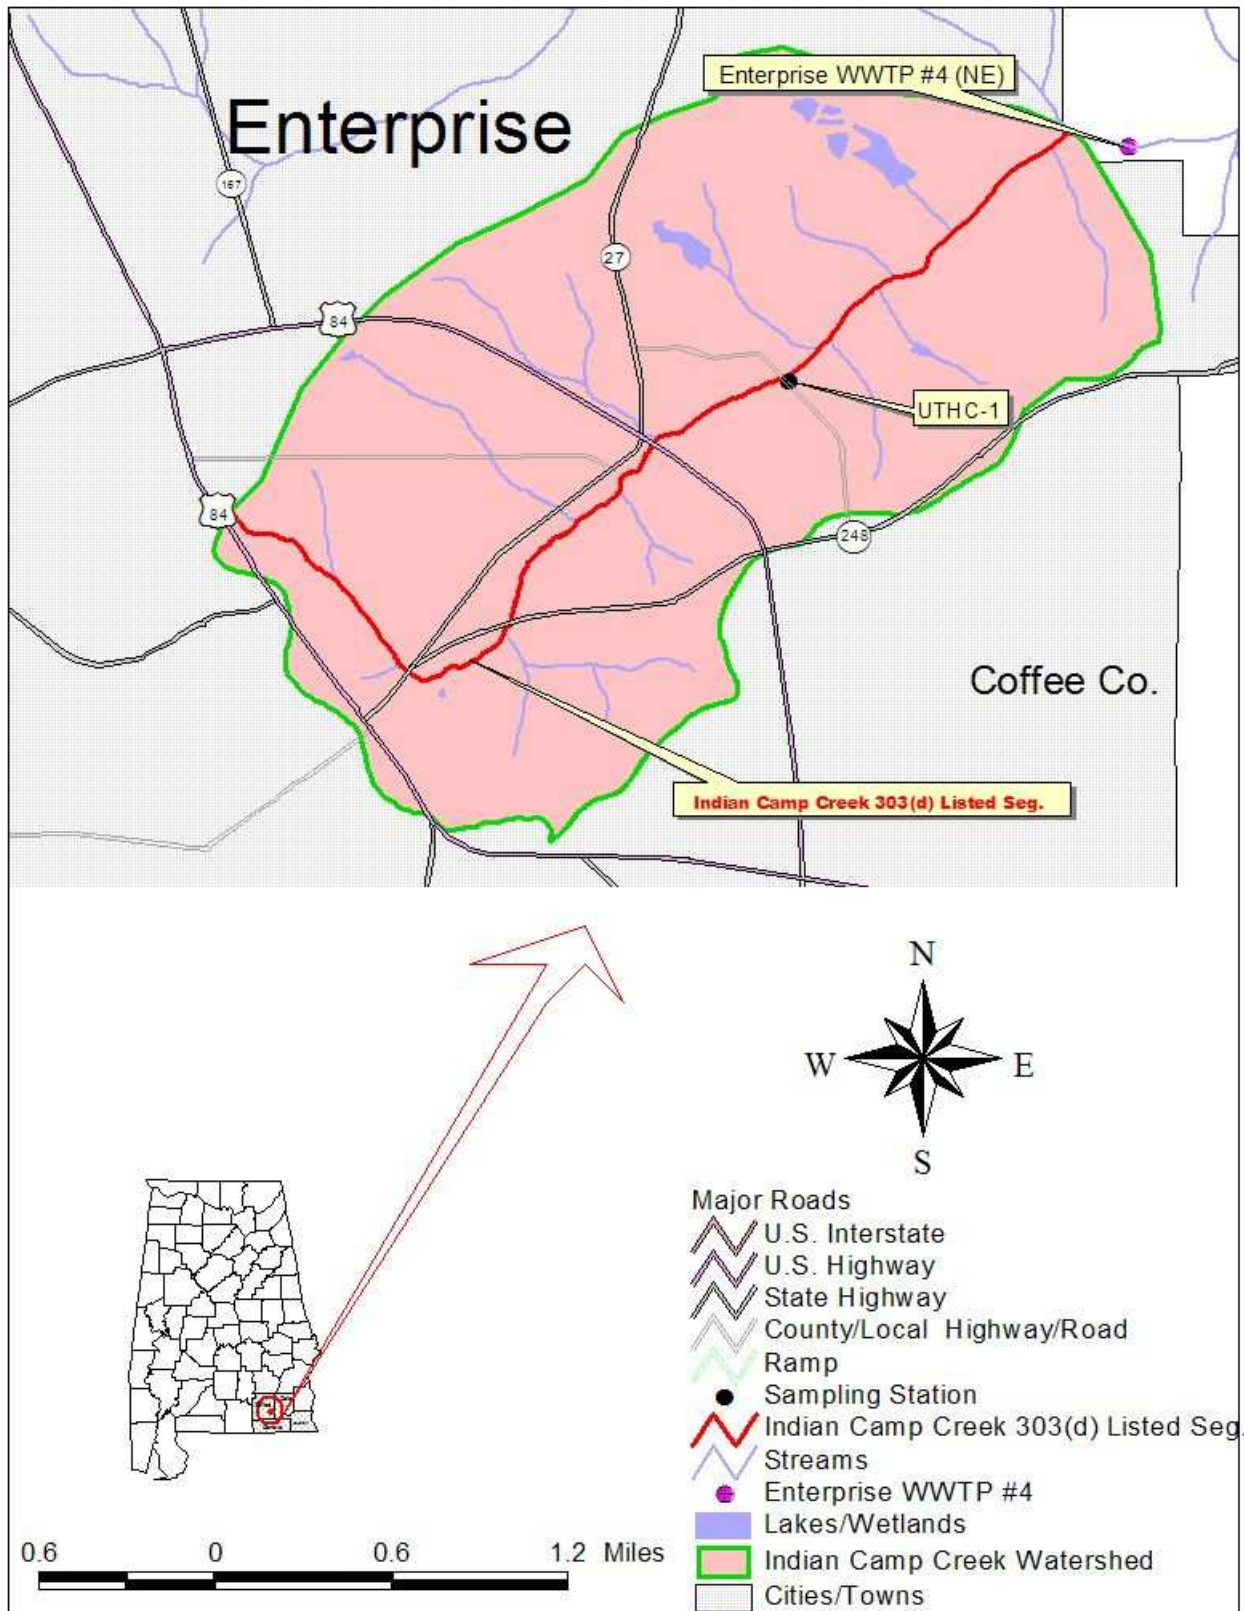 Enterprise WWTP #4 (NE)
Enterprise
167
27
84
UTHC-1
84
248
Coffee Co.
Indian Camp Creek 303(d) Listed Seg.
N
W
E
S
Major Roads
U.S. Interstate
U.S. Highway
State Highway
County/Local Highway/Road
Ramp
Sampling Station
Indian Camp Creek 303(d) Listed Seg.
Streams
Enterprise WWTP #4
Lakes/Wetlands
Indian Camp Creek Watershed
Cities/Towns
0.6 0 0.6 1.2 Miles